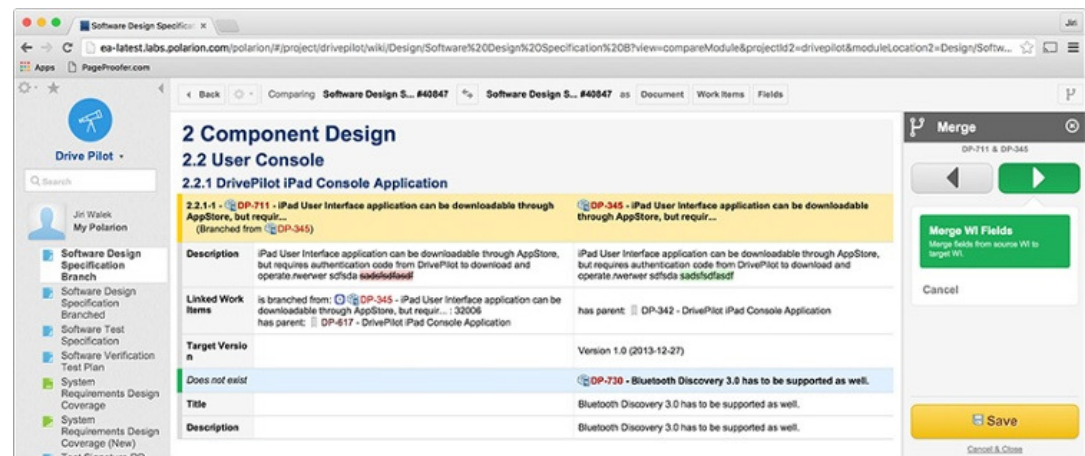 Software Design Specificat ×
Jiri
ea-latest.labs.polarion.com/polarion/#/project/drivepilot/wiki/Design/Software%20Design%20Specification%20B?view=compareModule&projectId2=drivepilot&moduleLocation2=Design/Softw...
Apps PageProofer.com
Back Comparing Software Design S... #40847 Software Design S... #40847 as Document Work Items Fields
Drive Pilot
Search
Jiri Walek
My Polarion
Software Design
Specification
Branch
Software Design
Specification
Branched
Software Test
Specification
Software Verification
Test Plan
System
Requirements Design
Coverage
System
Requirements Design
Coverage (New)
2 Component Design
2.2 User Console
2.2.1 DrivePilot iPad Console Application
2.2.1-1 - DP-711 - iPad User Interface application can be downloadable through
AppStore, but requir...
(Branched from DP-345)
DP-345 - iPad User Interface application can be downloadable
through AppStore, but requir...
Description
iPad User Interface application can be downloadable through AppStore,
but requires authentication code from DrivePilot to download and
operate.rwerwer sdfsda sadsfsdfasdf
iPad User Interface application can be downloadable through AppStore,
but requires authentication code from DrivePilot to download and
operate.rwerwer sdfsda sadsfsdfasdf
Linked Work
Items
is branched from: DP-345 - iPad User Interface application can be
downloadable through AppStore, but requir... : 32006
has parent: DP-617 - DrivePilot iPad Console Application
has parent: DP-342 - DrivePilot iPad Console Application
Target Versio
n
Version 1.0 (2013-12-27)
Does not exist
DP-730 - Bluetooth Discovery 3.0 has to be supported as well.
Title
Bluetooth Discovery 3.0 has to be supported as well.
Description
Bluetooth Discovery 3.0 has to be supported as well.
Merge
DP-711 & DP-345
Merge WI Fields
Merge fields from source WI to
target WI.
Cancel
Save
Cancel & Close